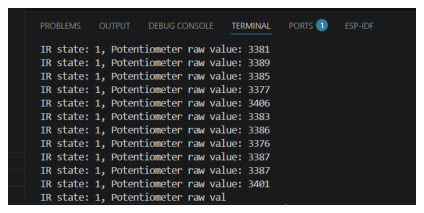 PROBLEMS OUTPUT DEBUG CONSOLE TERMINAL PORTS 1 ESP-IDF
IR state: 1, Potentiometer raw value: 3381
IR state: 1, Potentiometer raw value: 3389
IR state: 1, Potentiometer raw value: 3385
IR state: 1, Potentiometer raw value: 3377
IR state: 1, Potentiometer raw value: 3406
IR state: 1, Potentiometer raw value: 3383
IR state: 1, Potentiometer raw value: 3386
IR state: 1, Potentiometer raw value: 3376
IR state: 1, Potentiometer raw value: 3387
IR state: 1, Potentiometer raw value: 3387
IR state: 1, Potentiometer raw value: 3401
IR state: 1, Potentiometer raw val